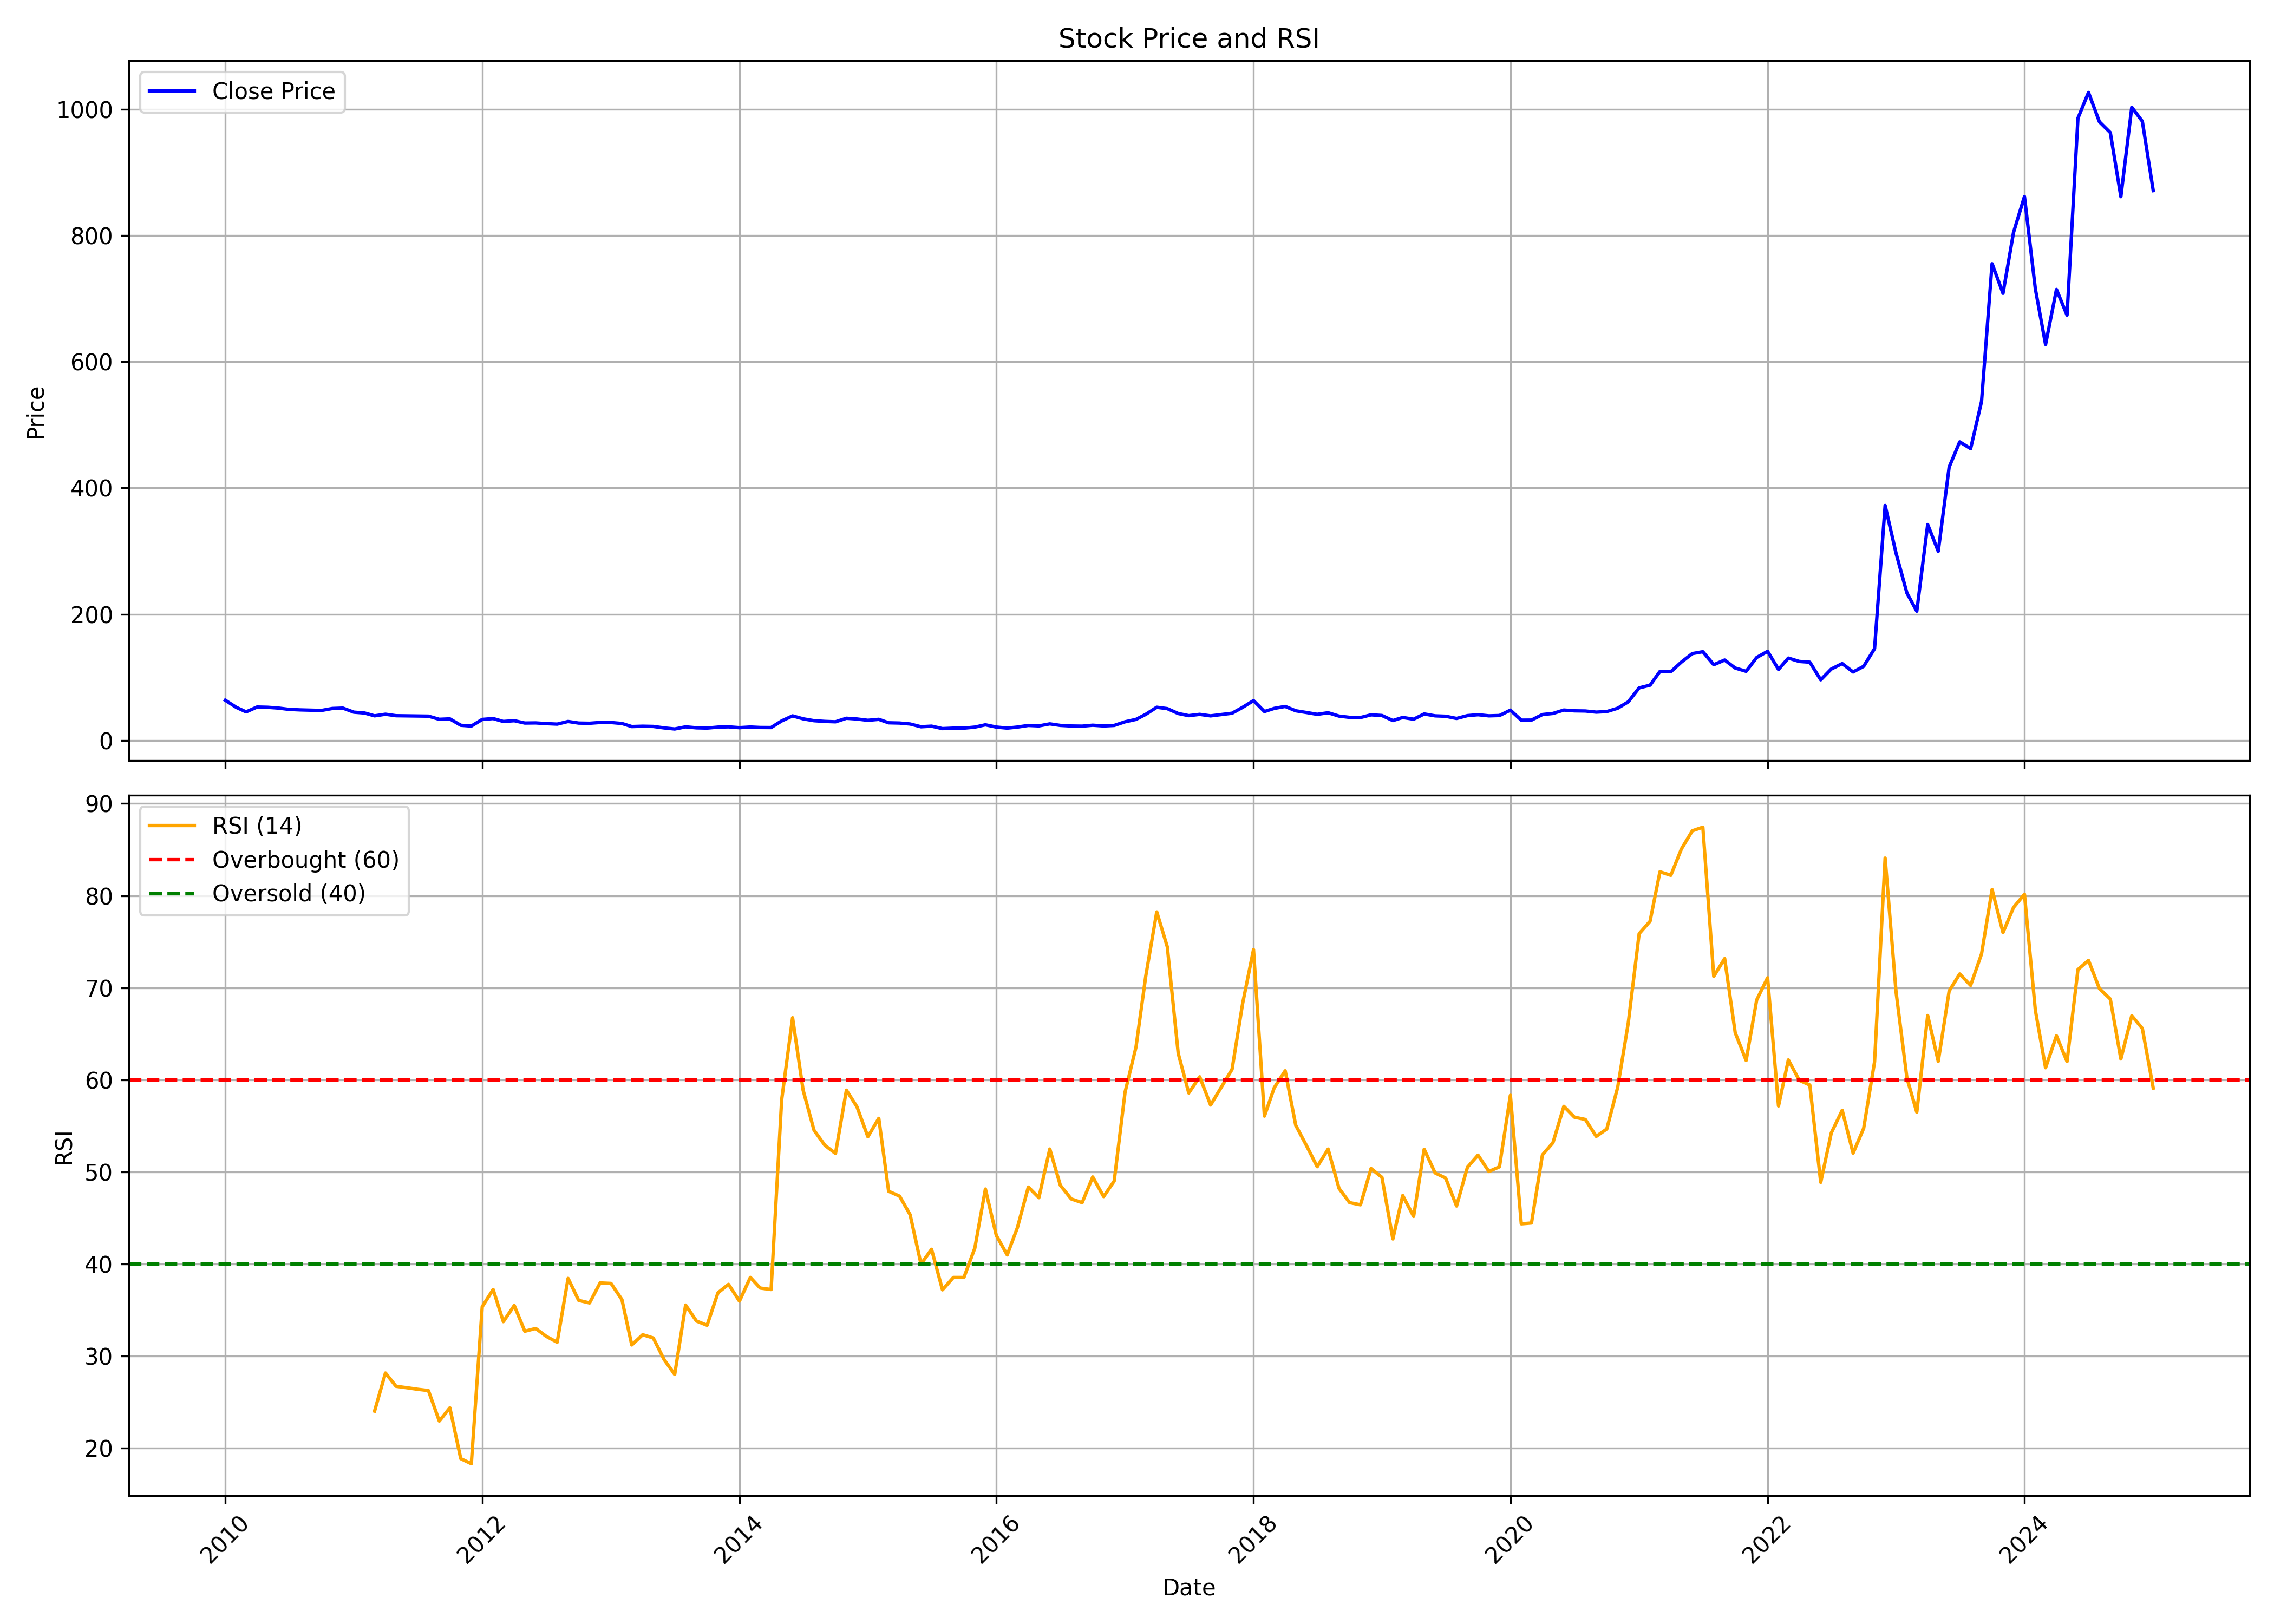 Stock Price and RSI
Close Price
1000
800
600
400
200
0
Price
RSI (14)
Overbought (60)
Oversold (40)
90
80
70
60
50
40
30
20
RSI
2010 2012 2014 2016 2018 2020 2022 2024
Date